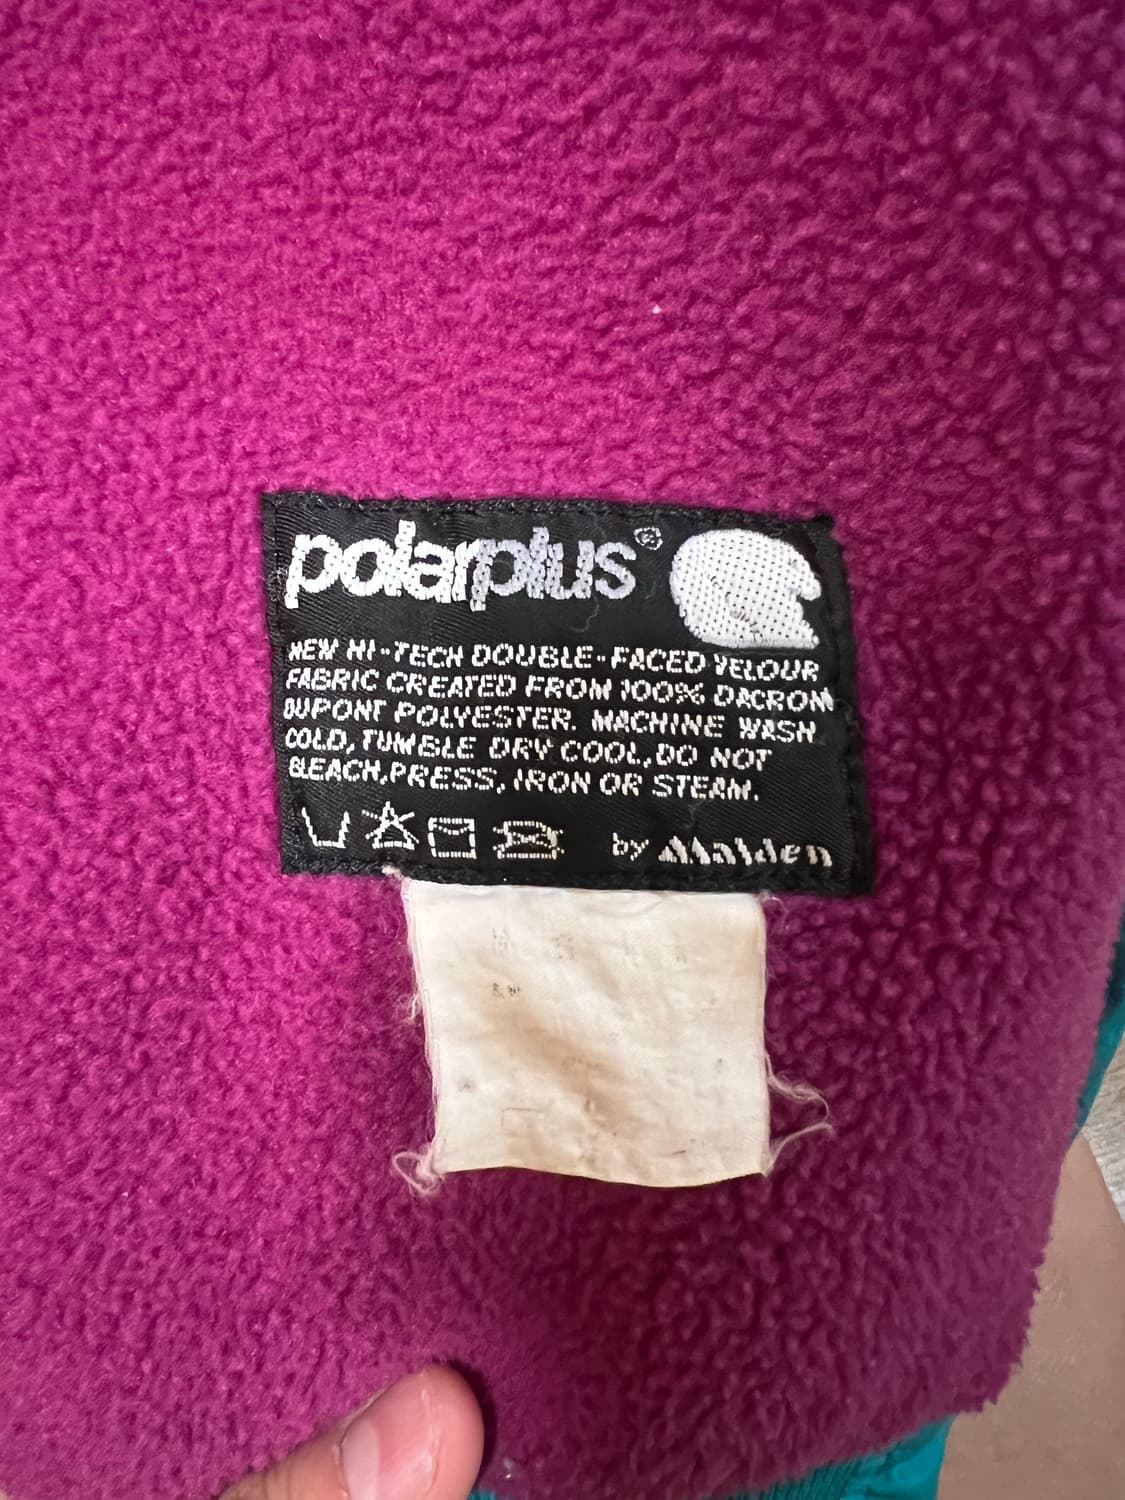 polarplus®
NEW HI-TECH DOUBLE-FACED VELOUR
FABRIC CREATED FROM 100% DACRON
DUPONT POLYESTER. MACHINE WASH
COLD, TUMBLE DRY COOL, DO NOT
BLEACH, PRESS, IRON OR STEAM.
by Malden